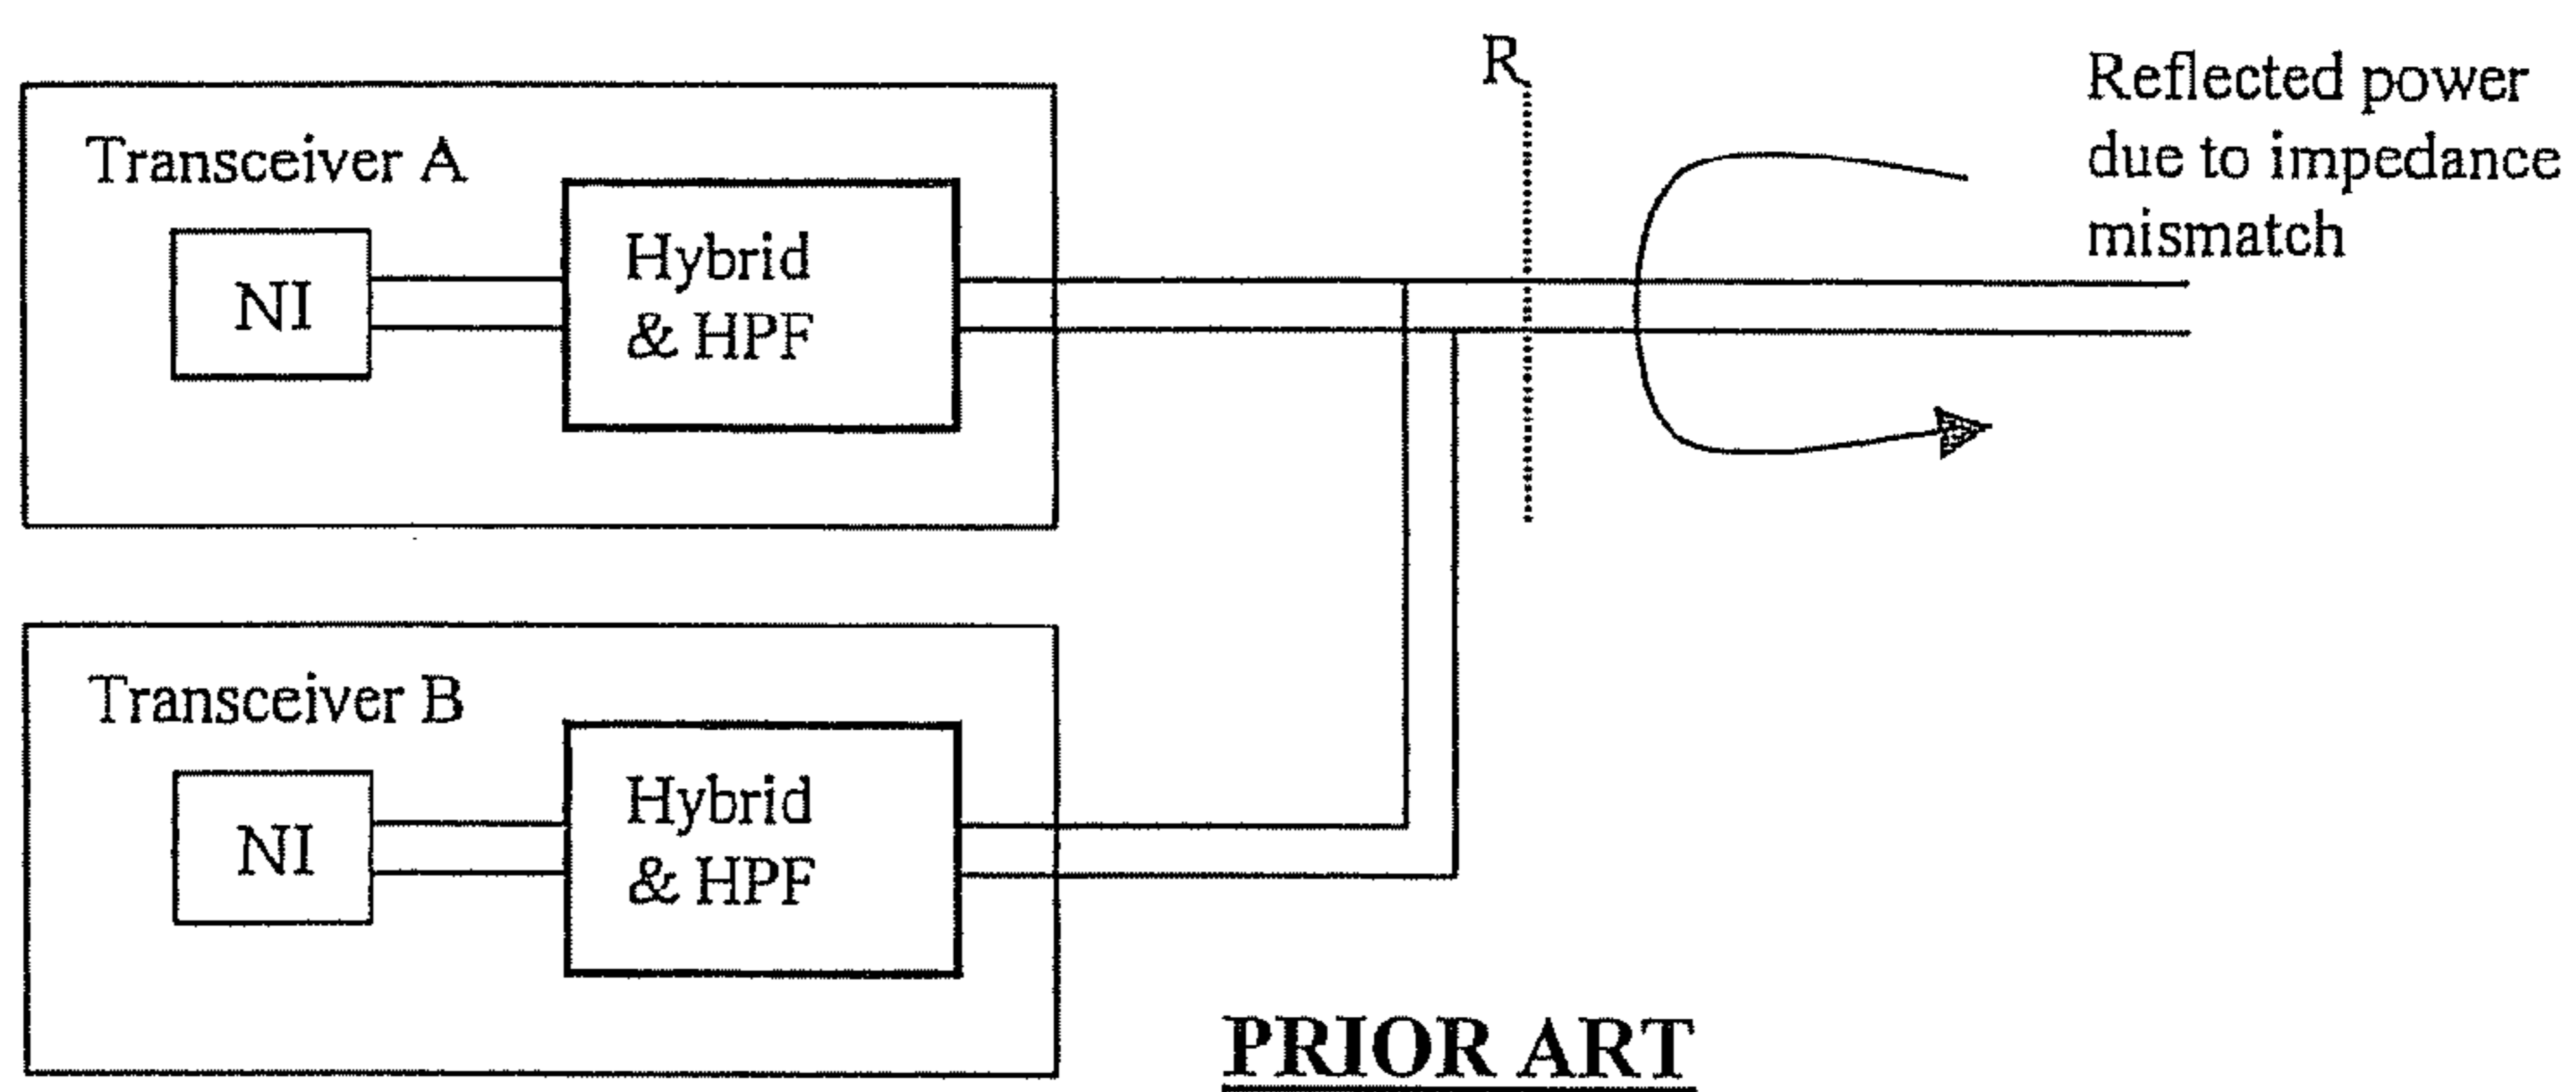 R
Reflected power
due to impedance
mismatch
Transceiver A
NI
Hybrid
& HPF
Transceiver B
NI
Hybrid
& HPF
PRIOR ART